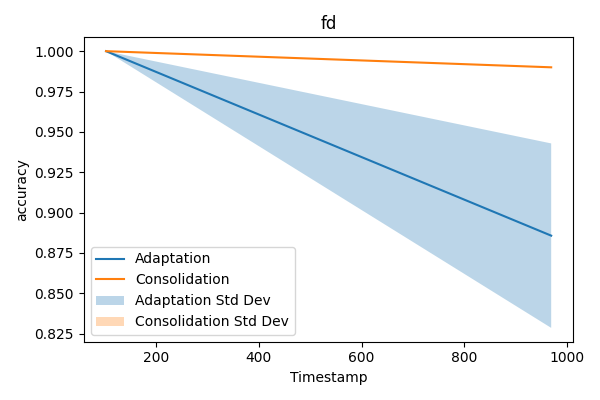 fd
accuracy
1.000
0.975
0.950
0.925
0.900
0.875
0.850
0.825
Adaptation
Consolidation
Adaptation Std Dev
Consolidation Std Dev
200
400
600
800
1000
Timestamp